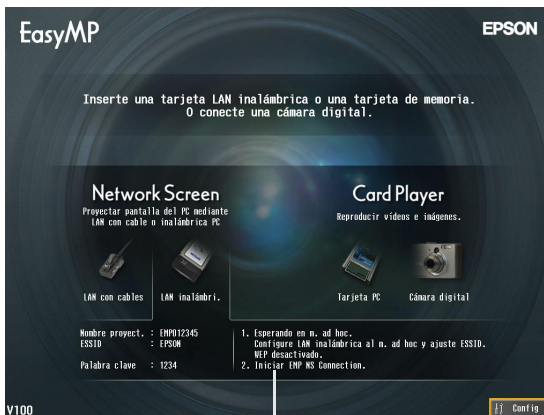 EasyMP
EPSON
Inserte una tarjeta LAN inalámbrica o una tarjeta de memoria.
O conecte una cámara digital.
Network Screen
Proyectar pantalla del PC mediante
LAN con cable o inalámbrica PC
LAN con cables
LAN inalámbri.
Card Player
Reproducir vídeos e imágenes.
Tarjeta PC
Cámara digital
Nombre proyect. : EMP012345
ESSID : EPSON
Palabra clave : 1234
1. Esperando en m. ad hoc.
Configure LAN inalámbrica al m. ad hoc y ajuste ESSID.
WEP desactivado.
2. Iniciar EMP NS Connection.
V100
Config